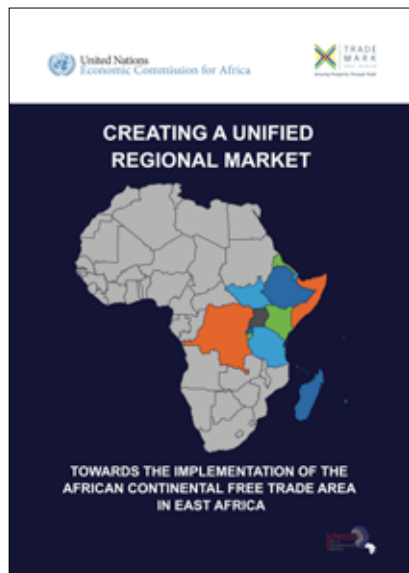 United Nations
Economic Commission for Africa
TRADE
MARK
CREATING A UNIFIED
REGIONAL MARKET
TOWARDS THE IMPLEMENTATION OF THE
AFRICAN CONTINENTAL FREE TRADE AREA
IN EAST AFRICA